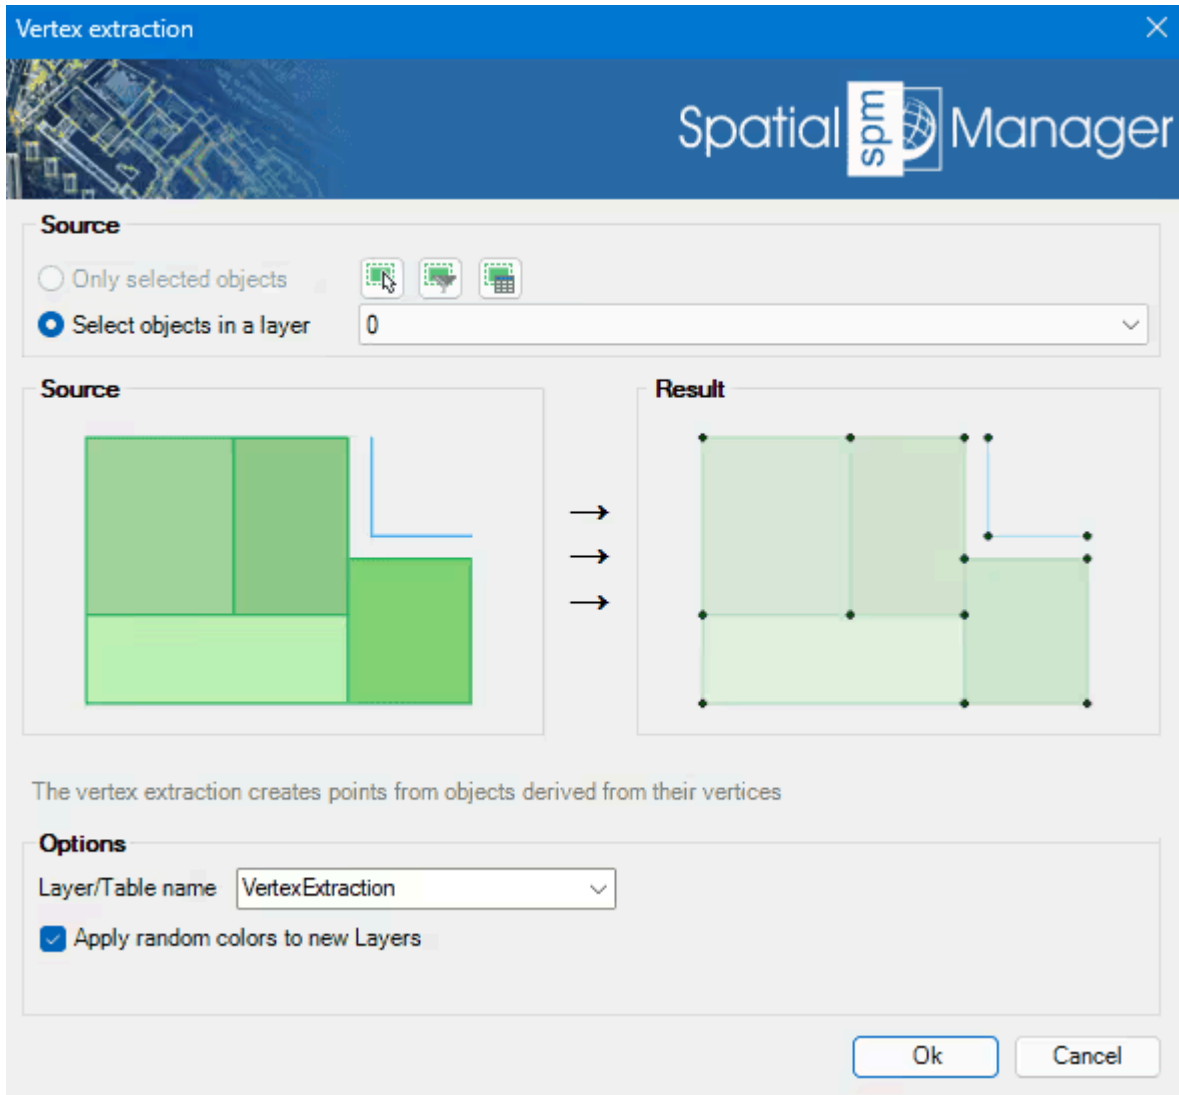 Vertex extraction
Spatial spm Manager
Source
Only selected objects
Select objects in a layer 0
Source Result
The vertex extraction creates points from objects derived from their vertices
Options
Layer/Table name VertexExtraction
Apply random colors to new Layers
Ok Cancel